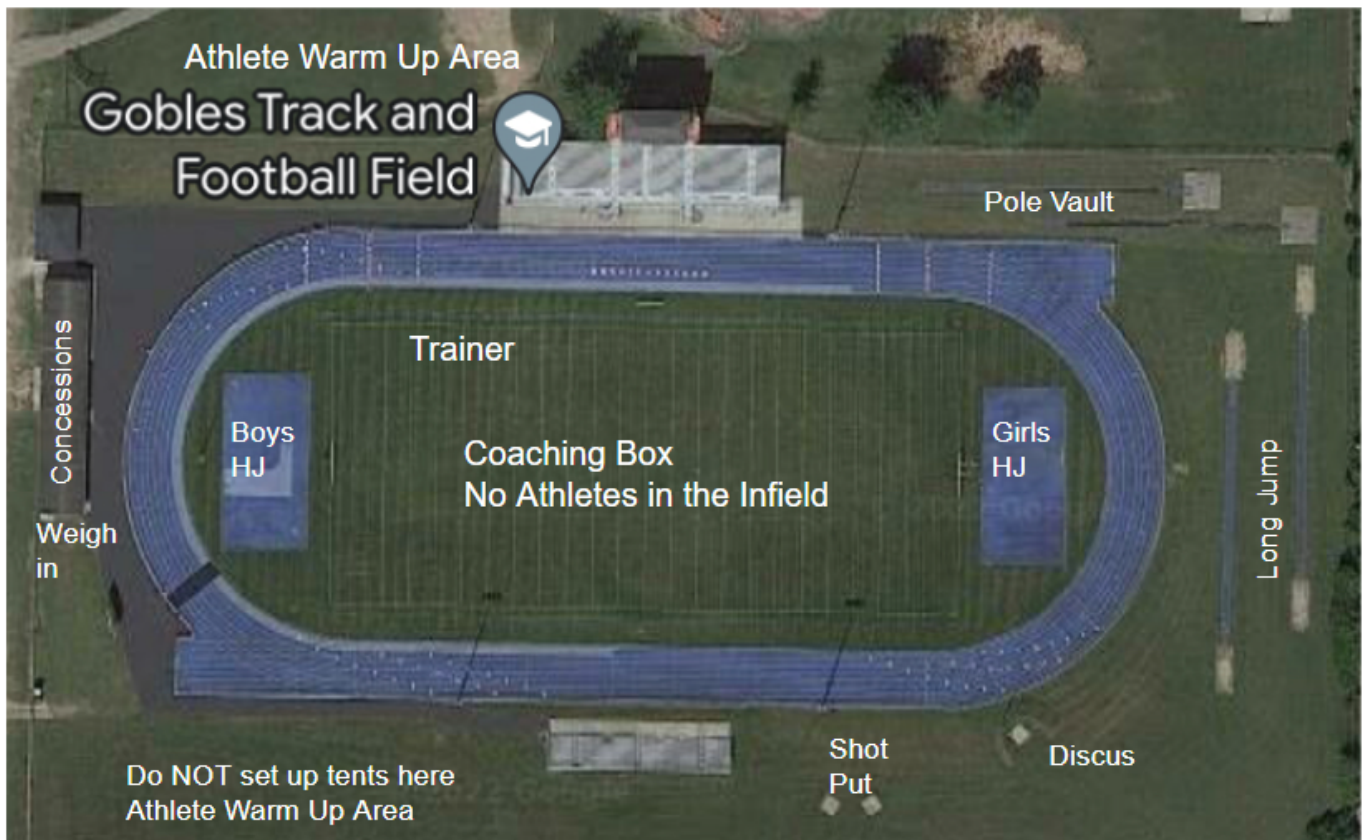 Athlete Warm Up Area
Gobles Track and
Football Field
Pole Vault
Trainer
Concessions
Boys
HJ
Coaching Box
No Athletes in the Infield
Girls
HJ
Long Jump
Weigh
in
Shot
Put
Discus
Do NOT set up tents here
Athlete Warm Up Area